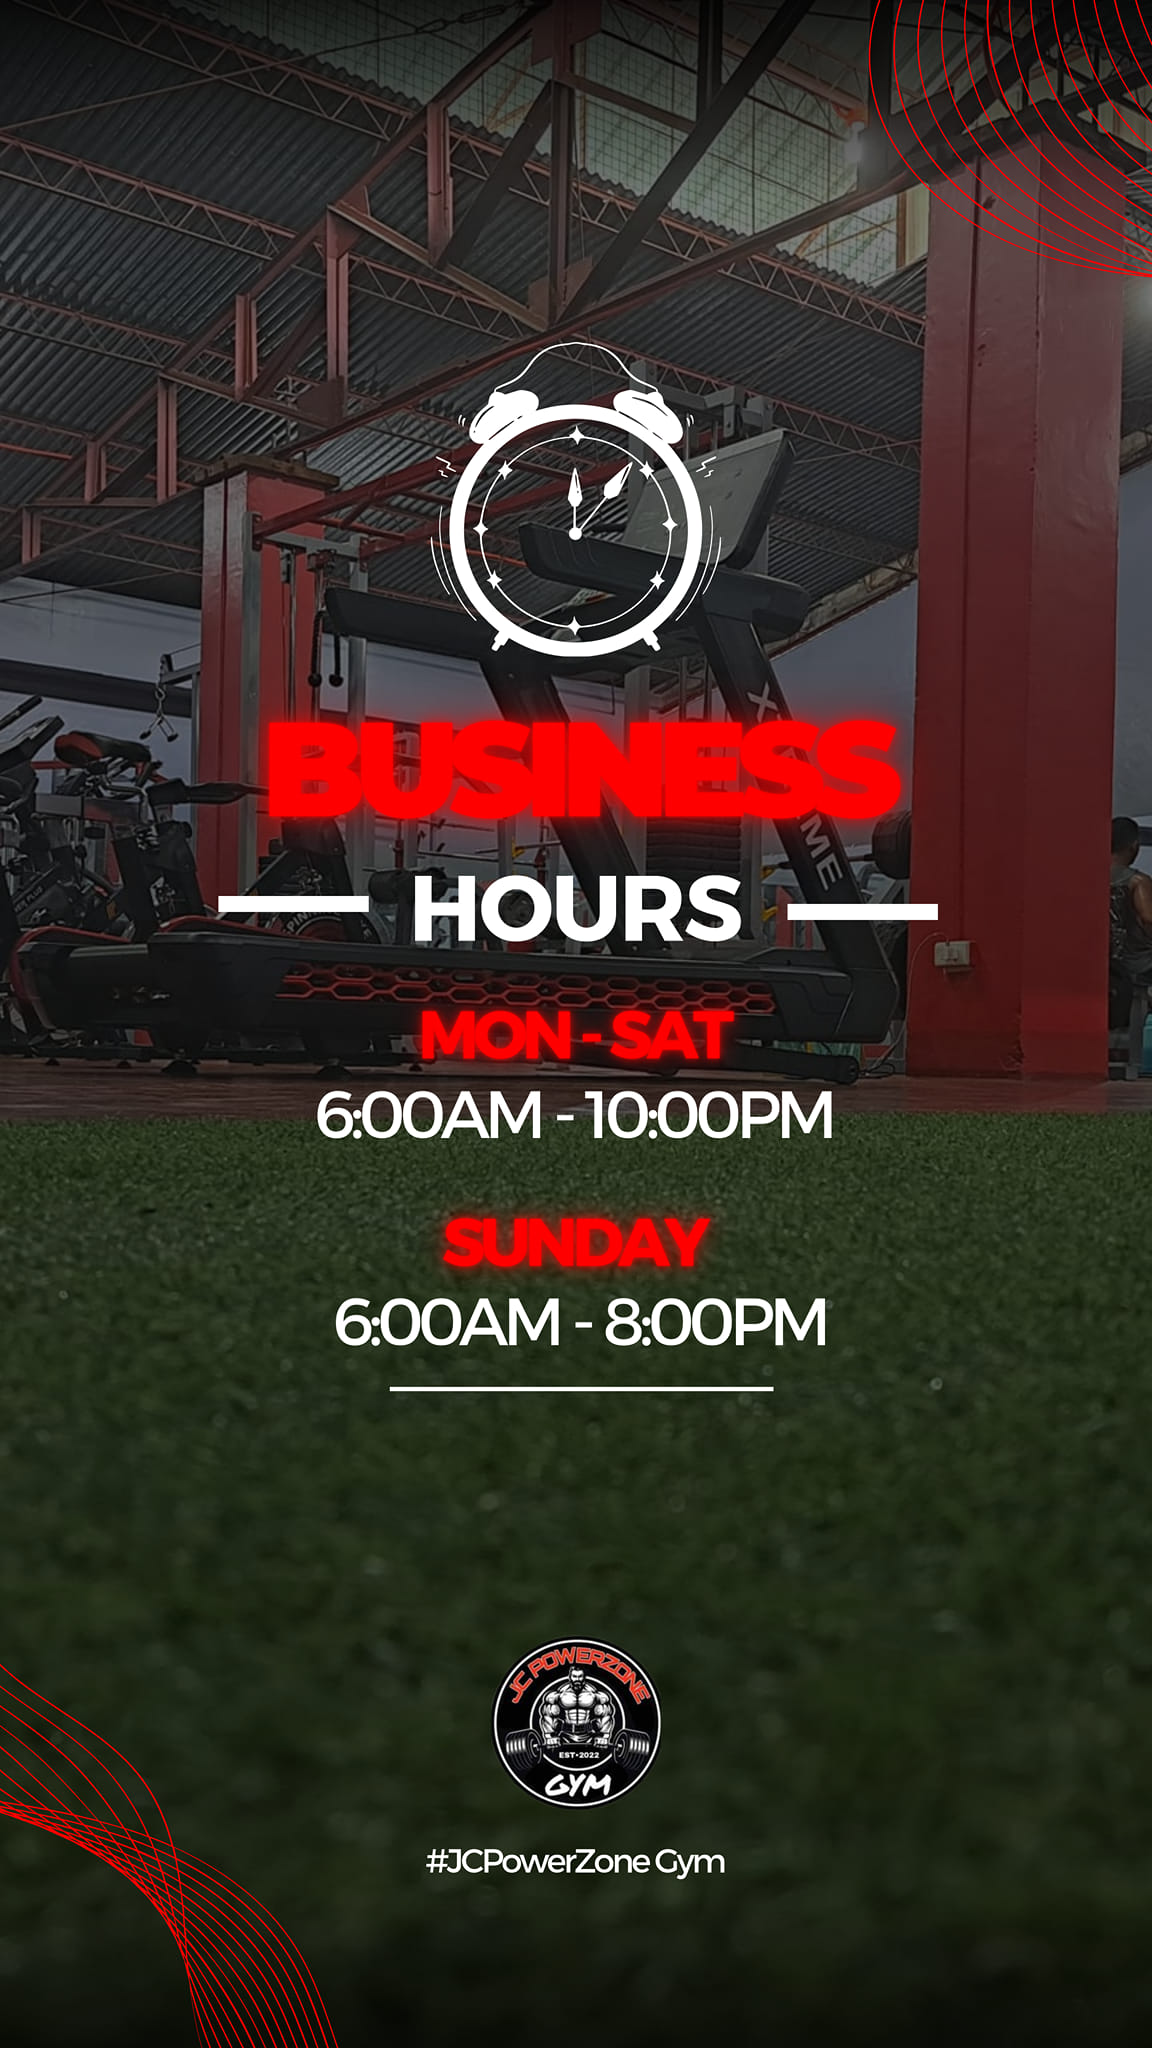 BUSINESS
HOURS
MON - SAT
6:00AM - 10:00PM
SUNDAY
6:00AM - 8:00PM
JC POWERZONE
EST•2022
GYM
#JCPowerZone Gym